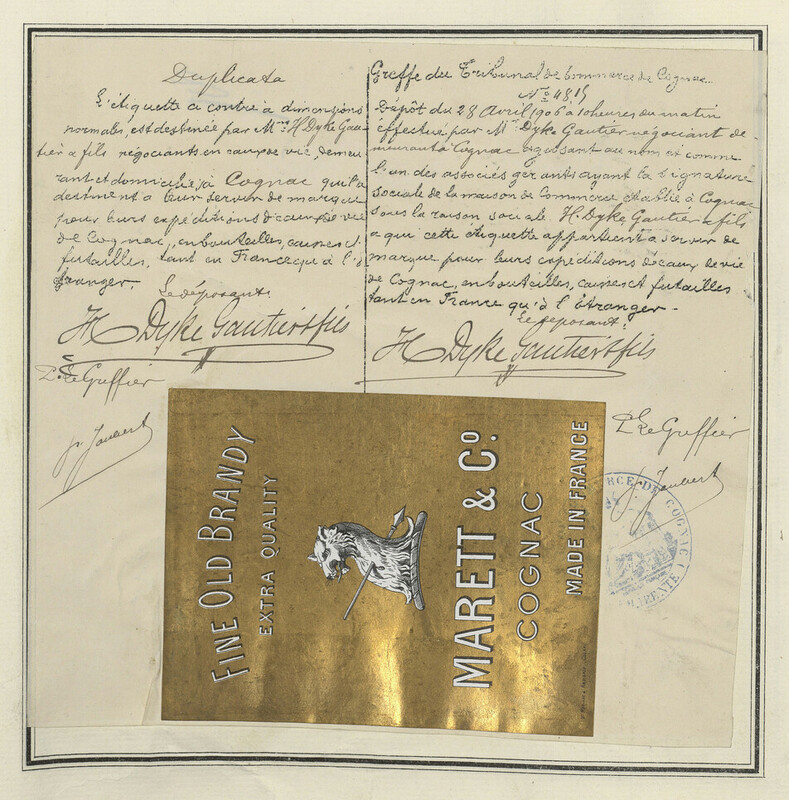 Duplicata
L'étiquette ci contre à dimensions
normales, est destinée par Mrs H. Dyke Gau-
tier & fils négociants en eaux de vie, demeu
rant et domiciliés à Cognac qu'ils
destinent a leur servir de marque
pour leurs expéditions d'eaux de vie
de Cognac, en bouteilles, caisses et
futailles, tant en France qu'à l'é-
tranger.
Le déposant:
H Dyke Gautier & fils
Le Greffier
Joubert
Greffe du Tribunal de Commerce de Cognac
Dépôt du 28 Avril 1906 à 10 heures du matin
effectué par Mr Dyke Gautier négociant de-
meurant à Cognac agissant au nom et comme
l'un des associés gérants ayant la signature
sociale de la maison de Commerce établie à Cognac
sous la raison sociale H. Dyke, Gautier & fils
a qui cette étiquette appartient a servir de
marque pour leurs expéditions d'eaux de vie
de Cognac, en bouteilles, caisses et futailles
tant en France qu'à l'étranger.
Le déposant:
H Dyke Gautier & fils
Le Greffier
Joubert
FINE OLD BRANDY
EXTRA QUALITY
MARETT & Co.
COGNAC
MADE IN FRANCE